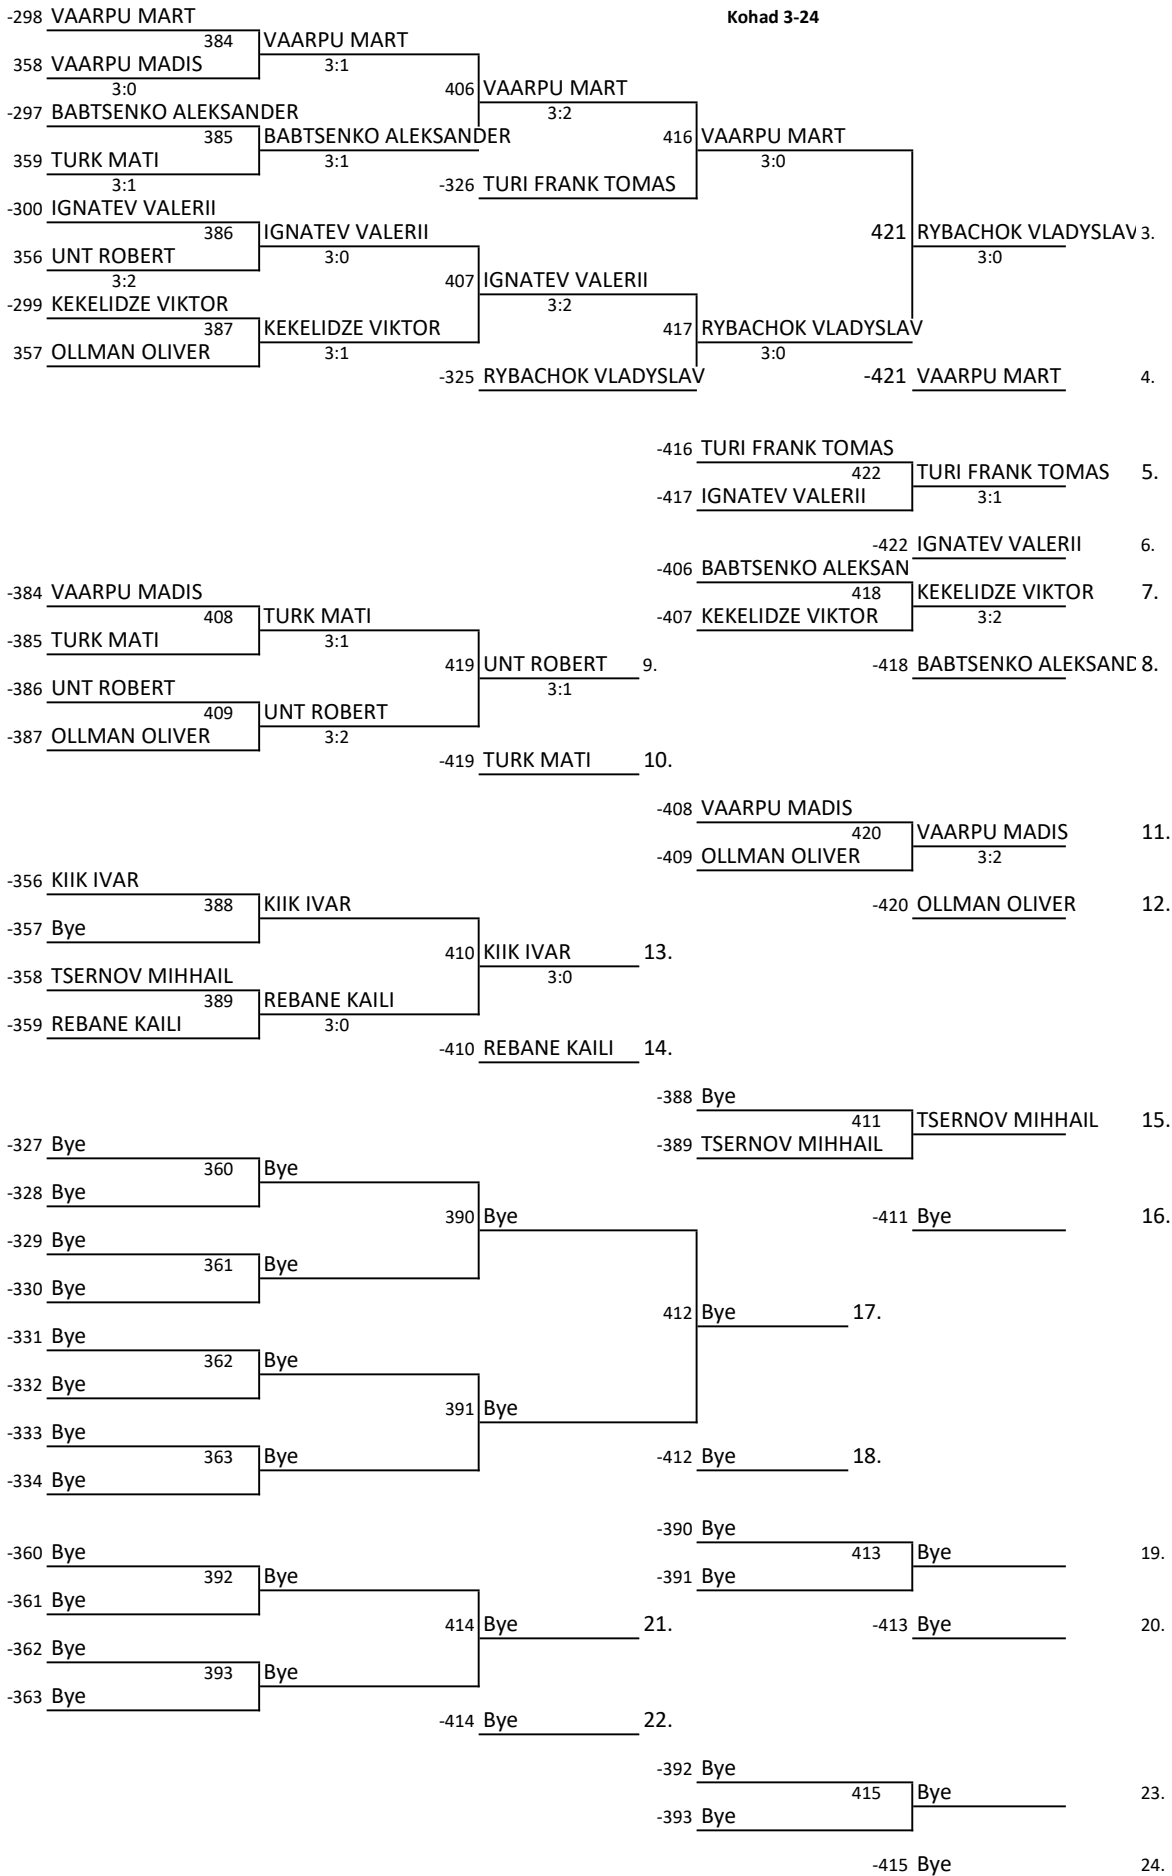 -298 VAARPU MART Kohad 3-24
384 VAARPU MART
358 VAARPU MADIS 3:1
3:0 406 VAARPU MART
-297 BABTSENKO ALEKSANDER 3:2
385 BABTSENKO ALEKSANDER 416 VAARPU MART
359 TURK MATI 3:1 3:0
3:1 -326 TURI FRANK TOMAS
-300 IGNATEV VALERII
386 IGNATEV VALERII 421 RYBACHOK VLADYSLAV 3.
356 UNT ROBERT 3:0 3:0
3:2 407 IGNATEV VALERII
-299 KEKELIDZE VIKTOR 3:2
387 KEKELIDZE VIKTOR 417 RYBACHOK VLADYSLAV
357 OLLMAN OLIVER 3:1 3:0
-325 RYBACHOK VLADYSLAV -421 VAARPU MART 4.
-416 TURI FRANK TOMAS
422 TURI FRANK TOMAS 5.
-417 IGNATEV VALERII 3:1
-422 IGNATEV VALERII 6.
-406 BABTSENKO ALEKSAN
-384 VAARPU MADIS 418 KEKELIDZE VIKTOR 7.
408 TURK MATI -407 KEKELIDZE VIKTOR 3:2
-385 TURK MATI 3:1
419 UNT ROBERT 9. -418 BABTSENKO ALEKSAND 8.
-386 UNT ROBERT 3:1
409 UNT ROBERT
-387 OLLMAN OLIVER 3:2
-419 TURK MATI 10.
-408 VAARPU MADIS
420 VAARPU MADIS 11.
-409 OLLMAN OLIVER 3:2
-356 KIIK IVAR
388 KIIK IVAR -420 OLLMAN OLIVER 12.
-357 Bye
410 KIIK IVAR 13.
-358 TSERNOV MIHHAIL 3:0
389 REBANE KAILI
-359 REBANE KAILI 3:0
-410 REBANE KAILI 14.
-388 Bye
411 TSERNOV MIHHAIL 15.
-327 Bye -389 TSERNOV MIHHAIL
360 Bye
-328 Bye
390 Bye -411 Bye 16.
-329 Bye
361 Bye
-330 Bye
412 Bye 17.
-331 Bye
362 Bye
-332 Bye
391 Bye
-333 Bye
363 Bye -412 Bye 18.
-334 Bye
-390 Bye
-360 Bye 413 Bye 19.
392 Bye -391 Bye
-361 Bye
414 Bye 21. -413 Bye 20.
-362 Bye
393 Bye
-363 Bye
-414 Bye 22.
-392 Bye
415 Bye 23.
-393 Bye
-415 Bye 24.